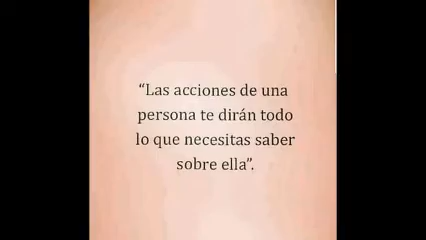 “Las acciones de una
persona te dirán todo
lo que necesitas saber
sobre ella”.